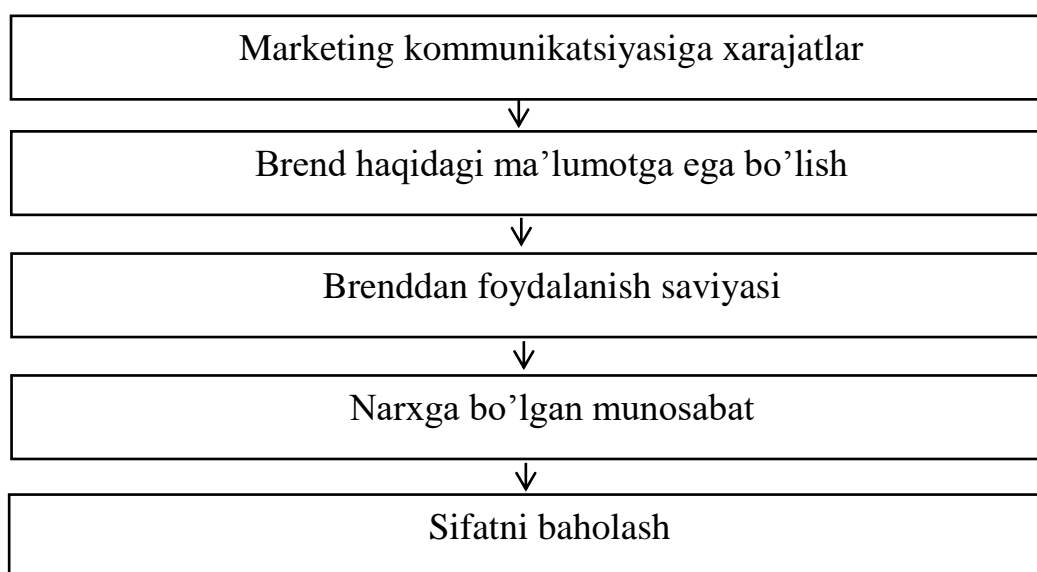 Marketing kommunikatsiyasiga xarajatlar
Brend haqidagi ma’lumotga ega bo’lish
Brenddan foydalanish saviyasi
Narxga bo’lgan munosabat
Sifatni baholash